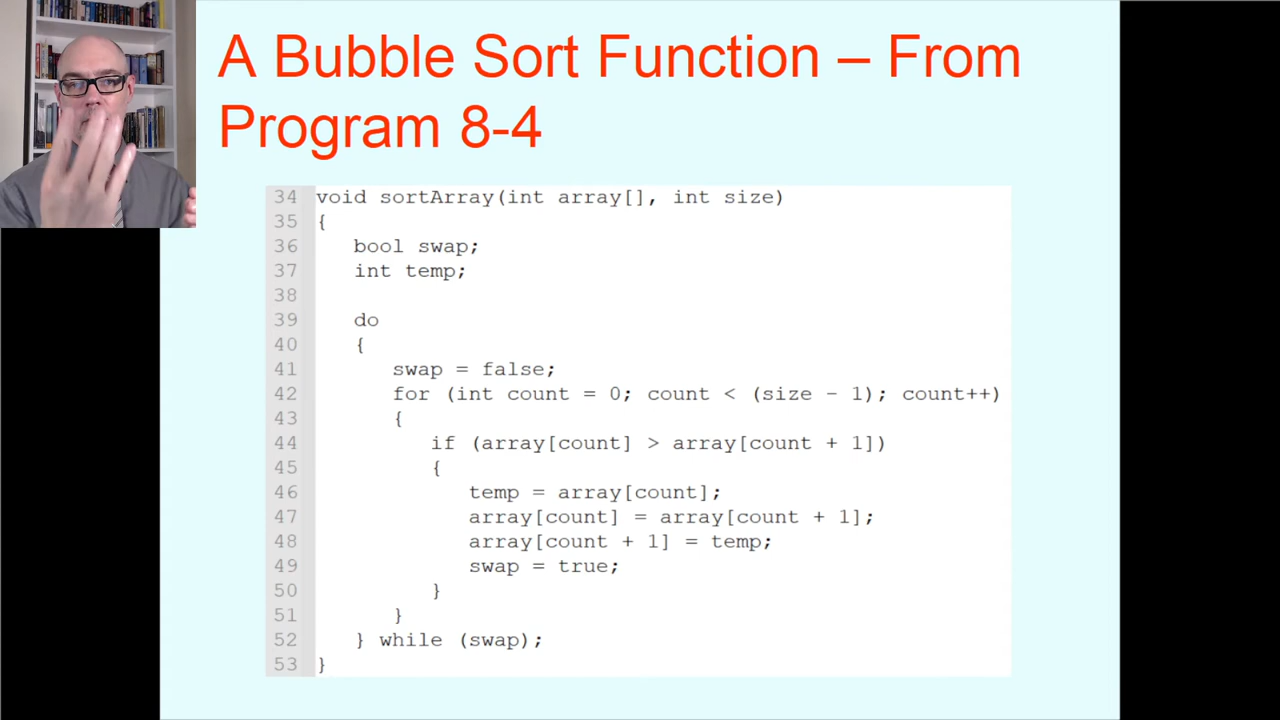 A Bubble Sort Function – From
Program 8-4
34 void sortArray(int array[], int size)
35 {
36    bool swap;
37    int temp;
38
39    do
40    {
41       swap = false;
42       for (int count = 0; count < (size - 1); count++)
43       {
44          if (array[count] > array[count + 1])
45          {
46             temp = array[count];
47             array[count] = array[count + 1];
48             array[count + 1] = temp;
49             swap = true;
50          }
51       }
52    } while (swap);
53 }